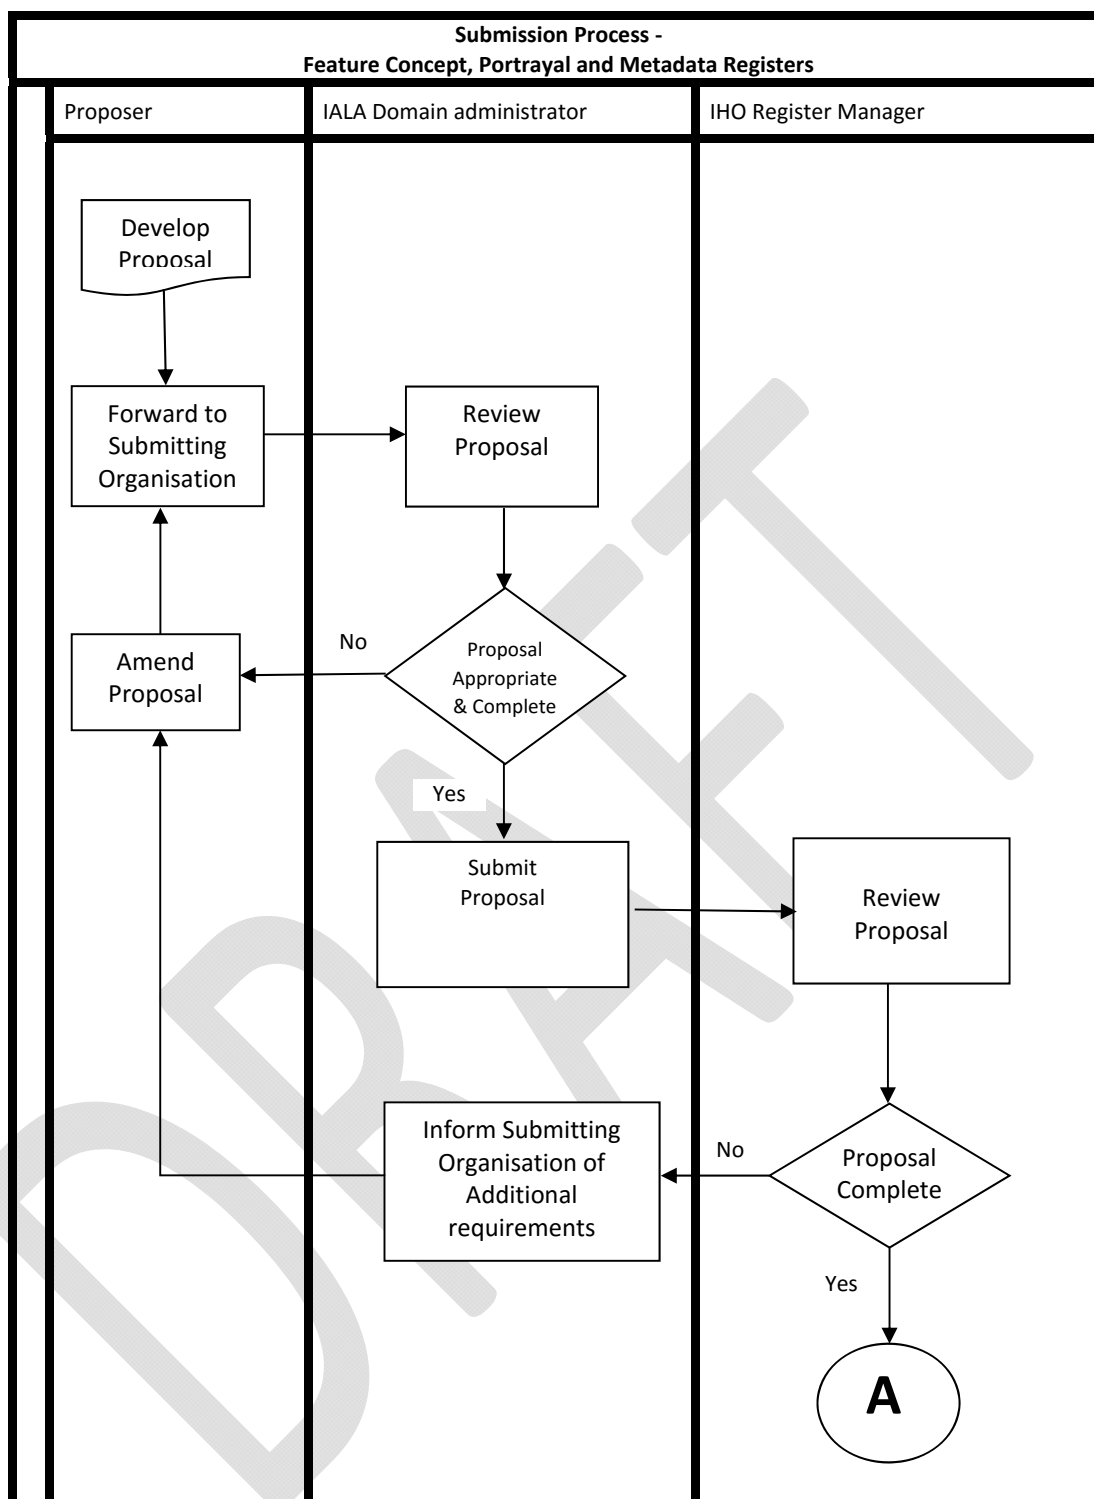 Submission Process -
Feature Concept, Portrayal and Metadata Registers
Proposer
IALA Domain administrator
IHO Register Manager
Develop
Proposal
Forward to
Submitting
Organisation
Review
Proposal
No
Amend
Proposal
Proposal
Appropriate
& Complete
Yes
Submit
Proposal
Review
Proposal
Inform Submitting
Organisation of
Additional
requirements
No
Proposal
Complete
Yes
A
DRAFT